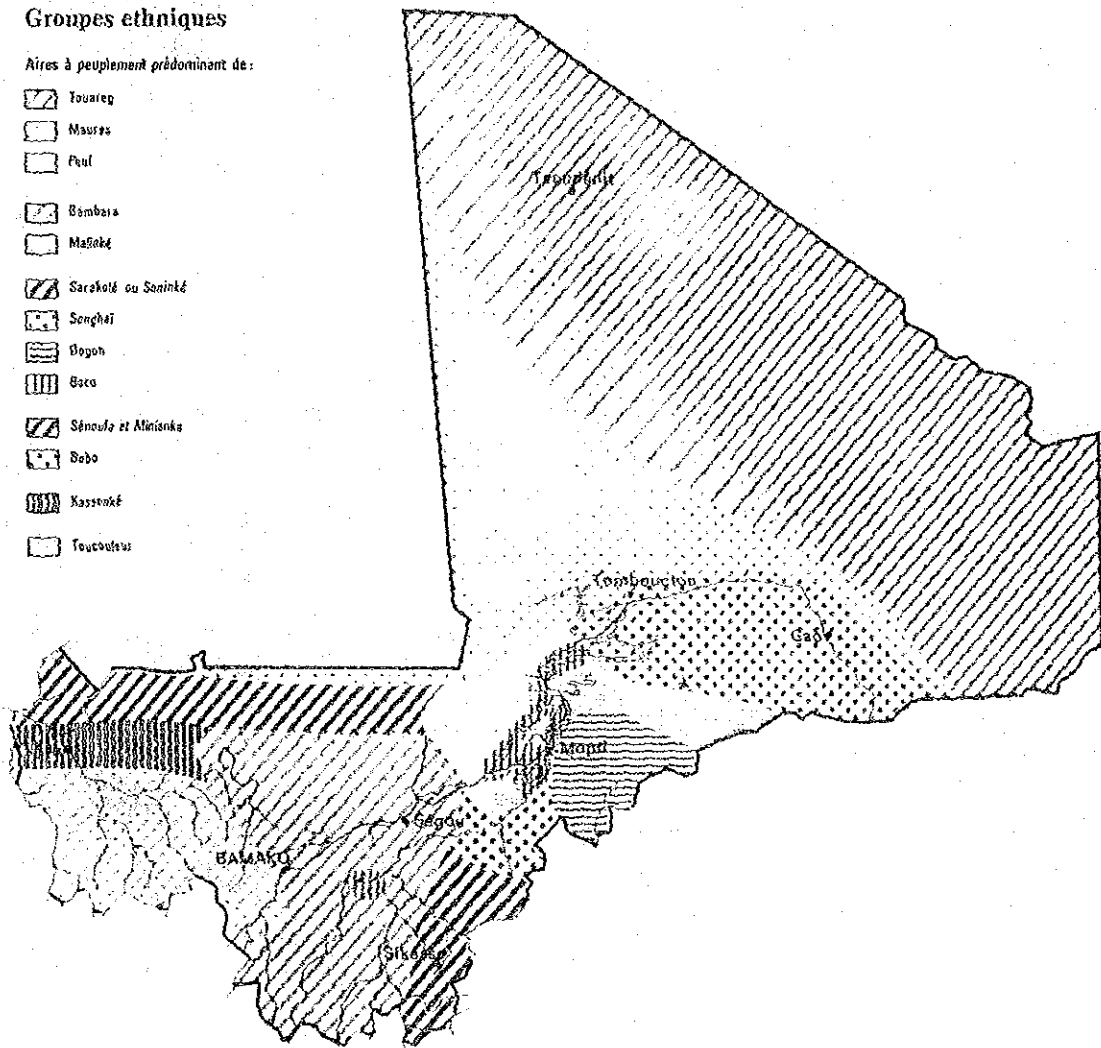 Groupes ethniques
Aires à peuplement prédominant de:
Touareg
Maures
Peul
Bambara
Malinké
Sarakolé ou Soninké
Songhaï
Dogon
Sénoufo et Minianka
Bobo
Kassonké
Toucouleur
Taoudénit
Tombouctou
Gao
Mopti
Ségou
BAMAKO
Sikasso